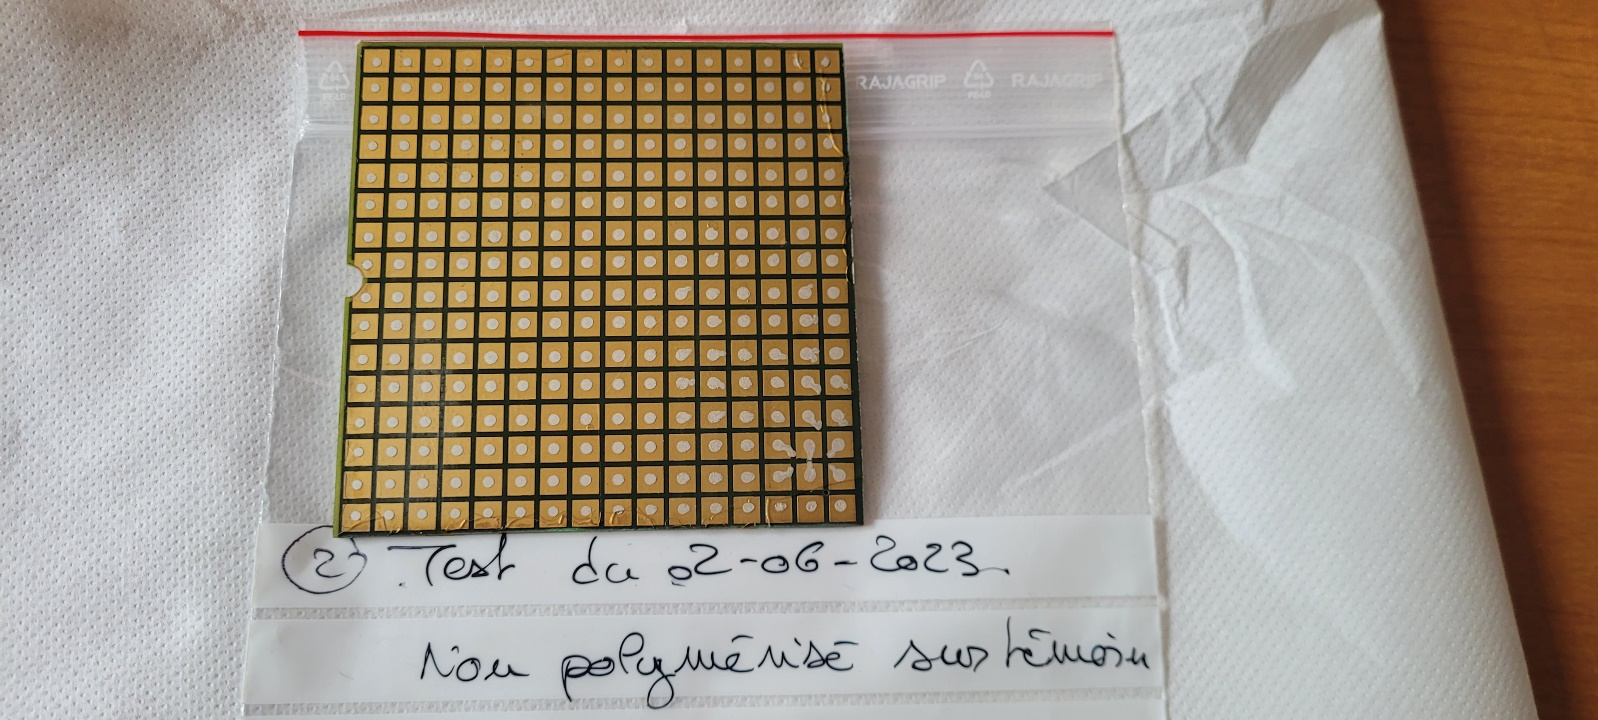 RAJAGRIP RAJAGRIP
2 Test du 02-06-2023.
Non polymérisé sur témoin